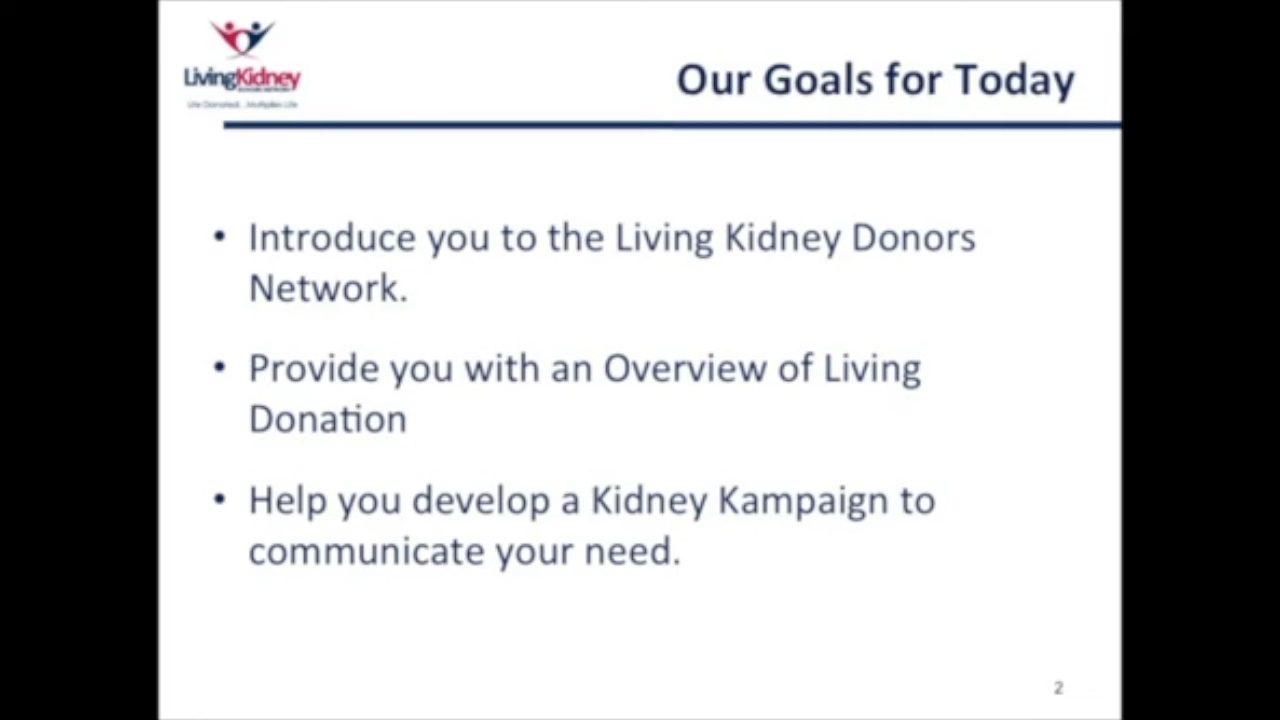 LivingKidney
Our Goals for Today
• Introduce you to the Living Kidney Donors
Network.
• Provide you with an Overview of Living
Donation
• Help you develop a Kidney Kampaign to
communicate your need.
2